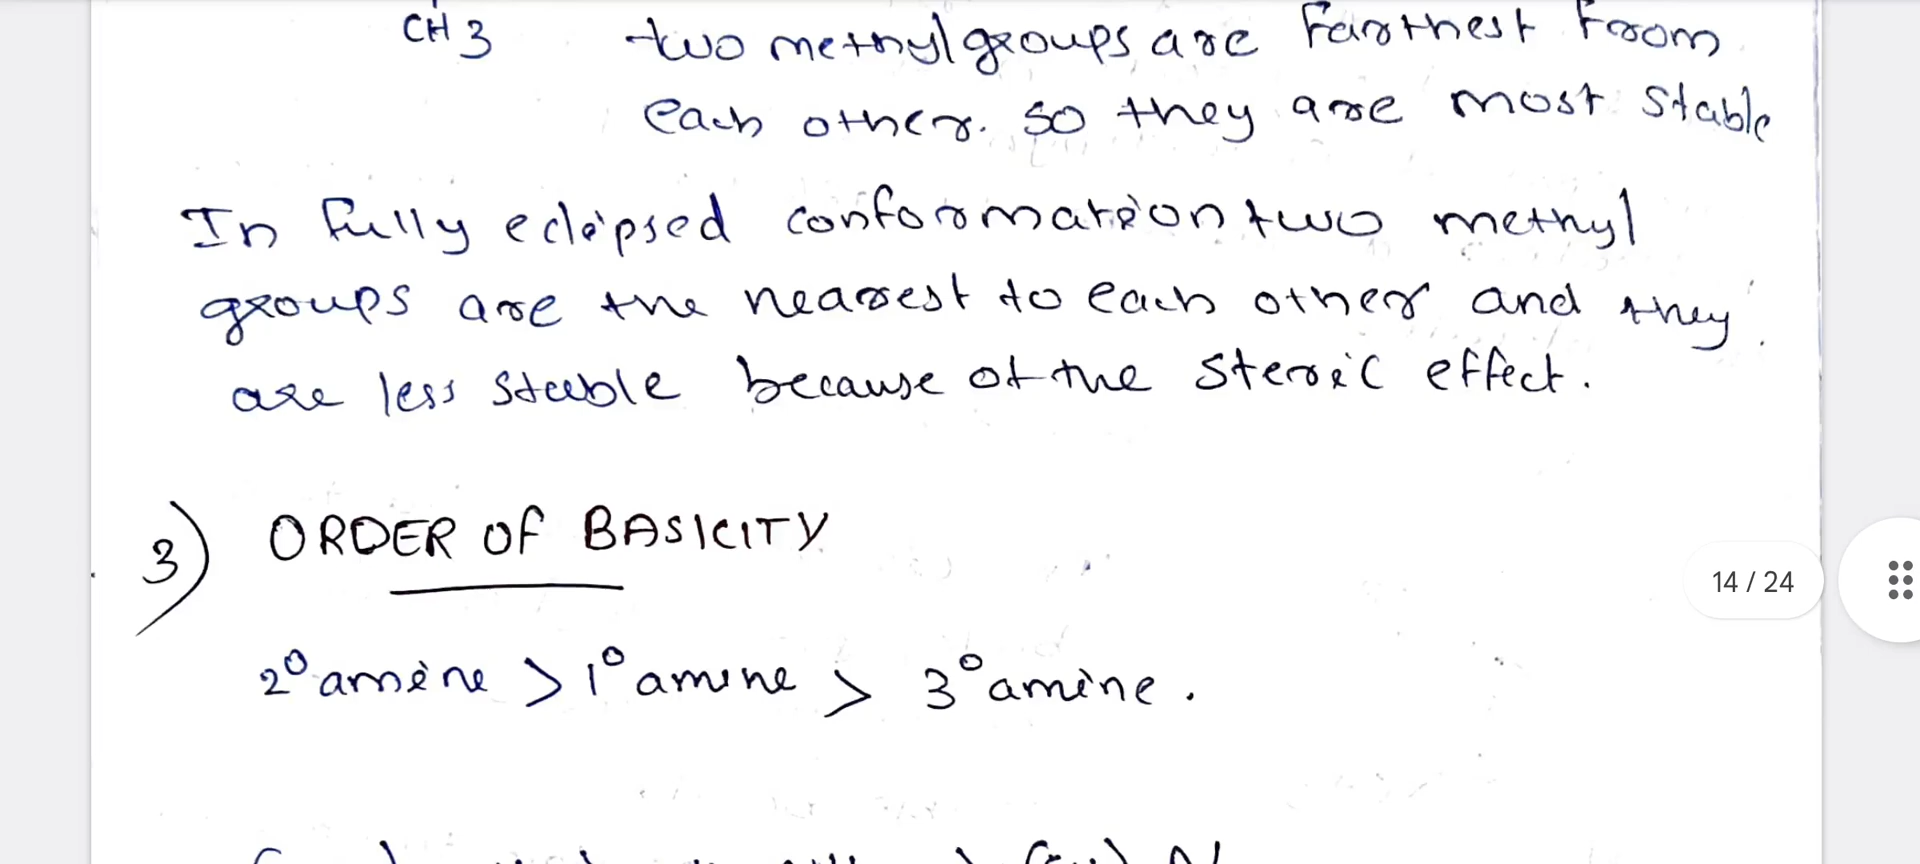 CH3 two methyl groups are farthest from
each other. so they are most stable
In fully eclipsed conformation two methyl
groups are the nearest to each other and they
are less stable because of the steric effect.
3) ORDER OF BASICITY
2° amine > 1° amine > 3° amine.
14 / 24